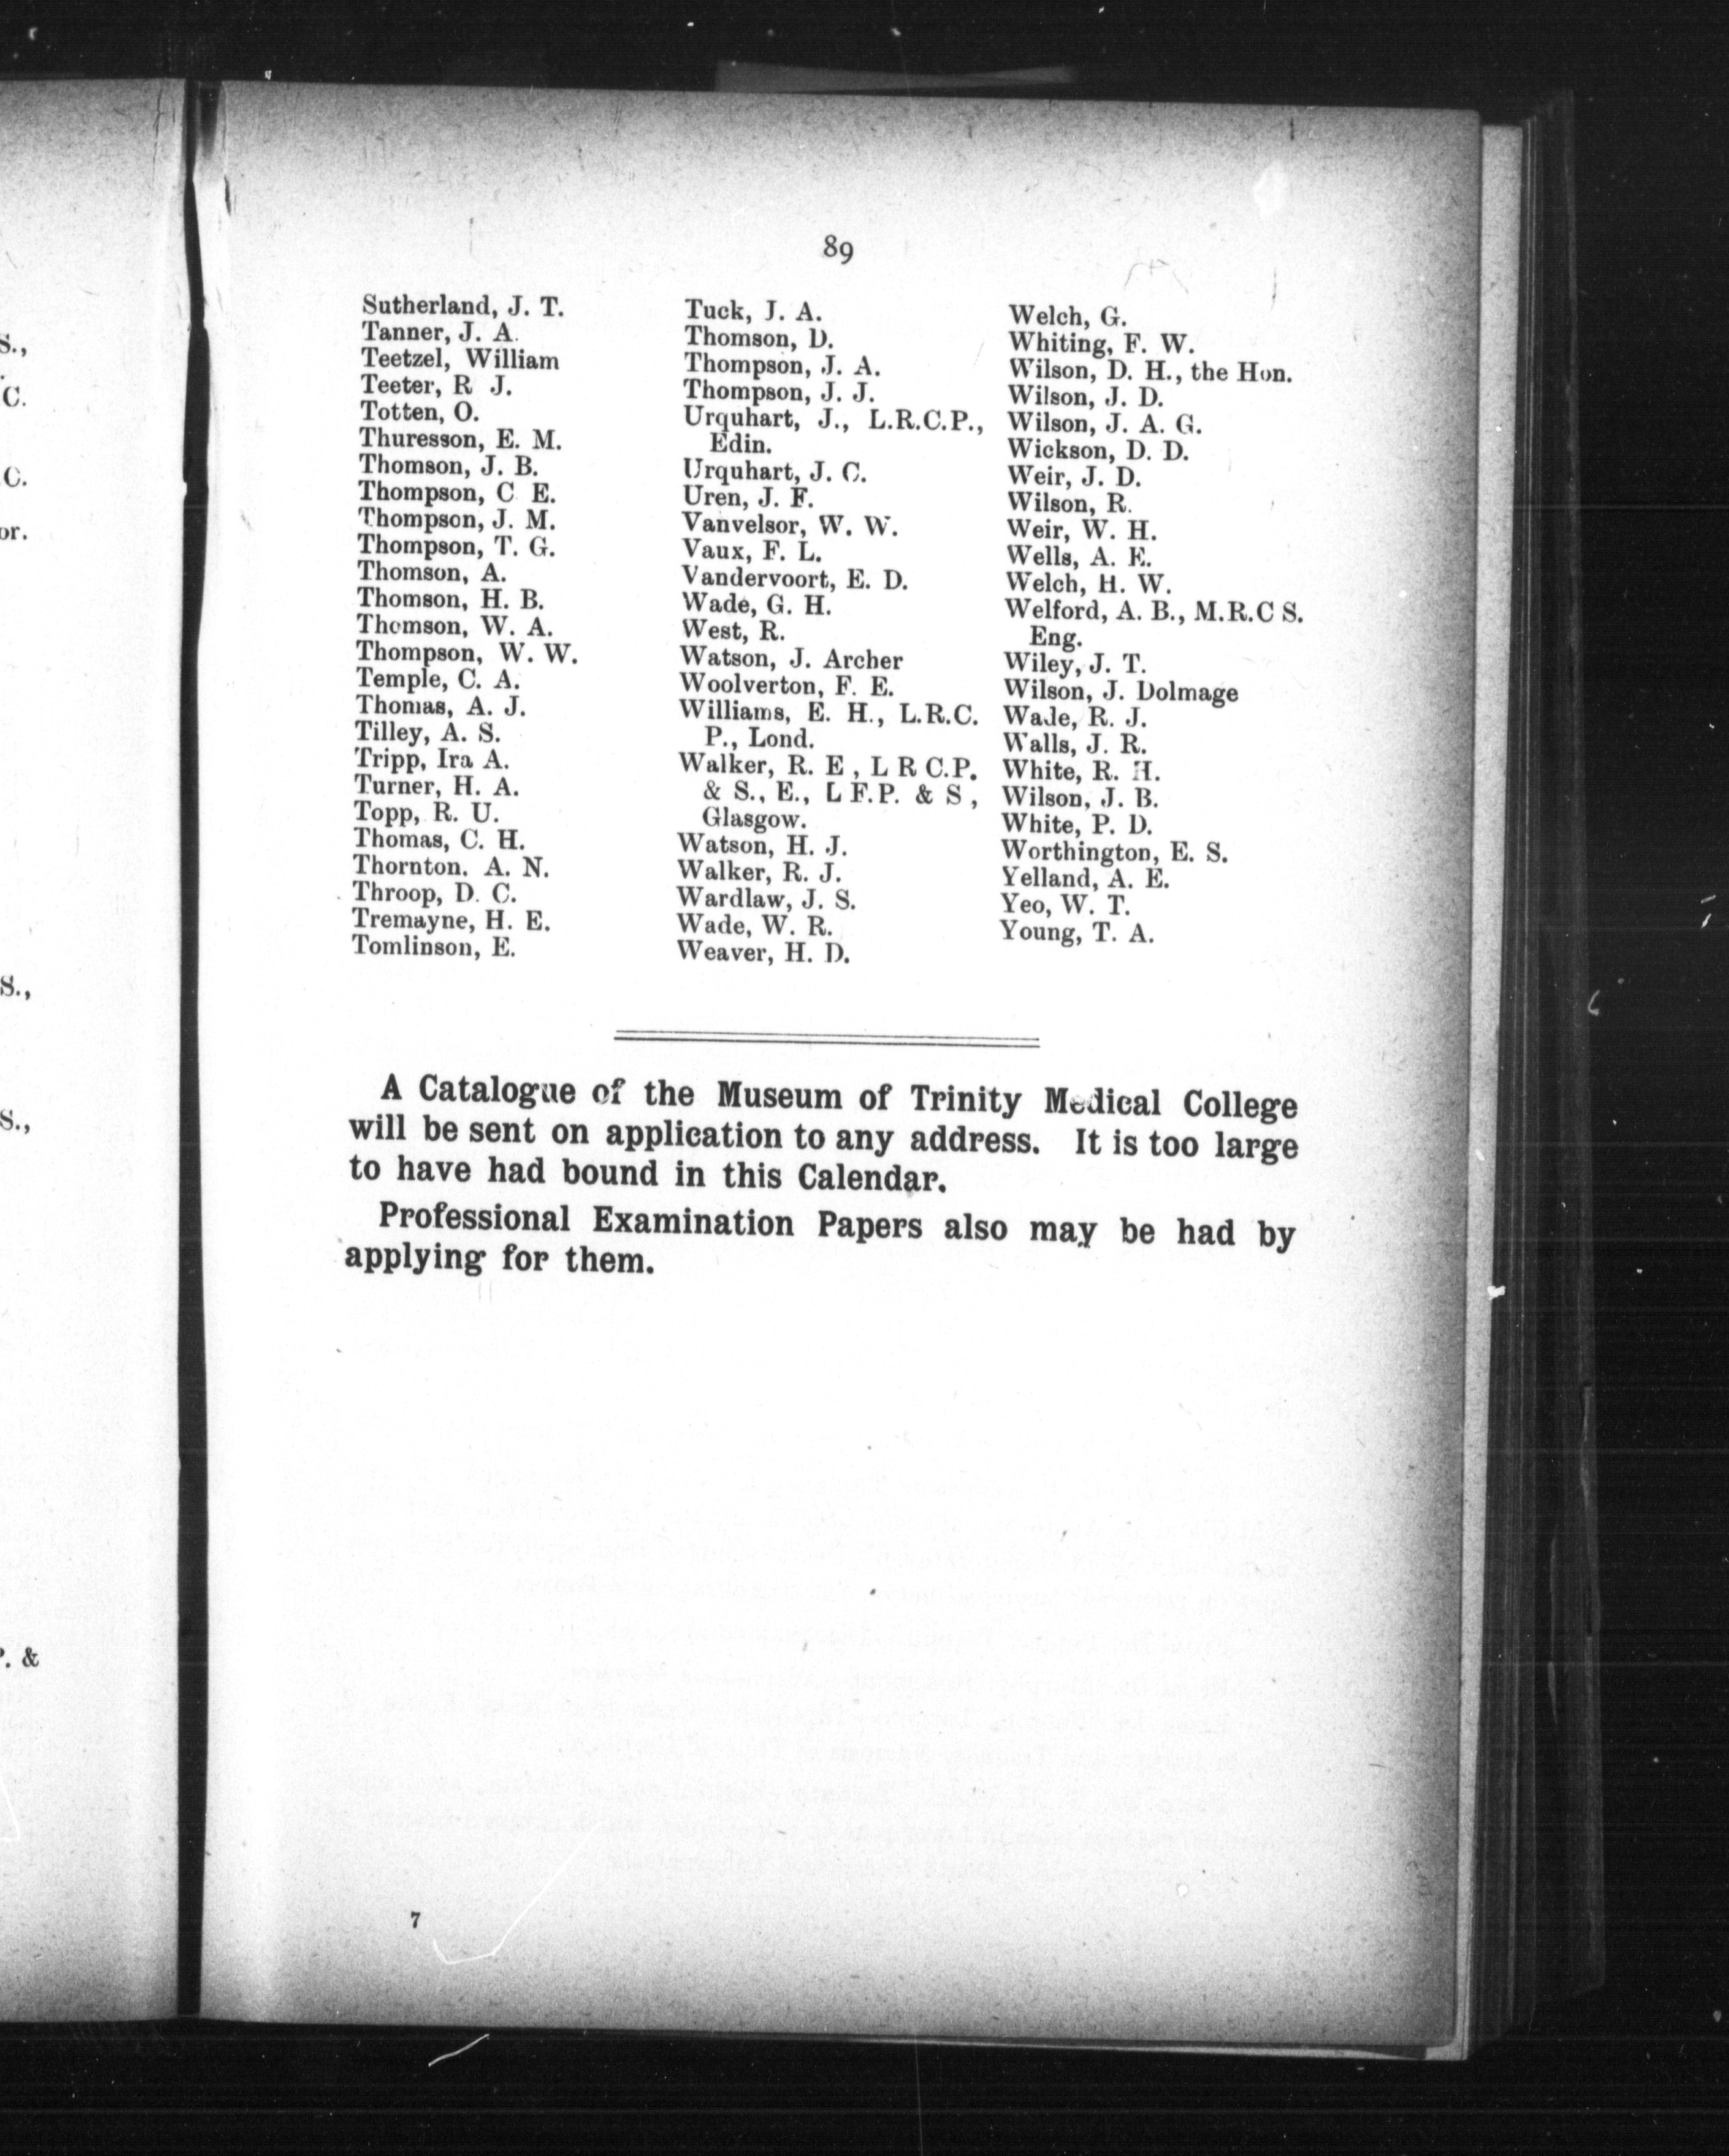 89
Sutherland, J. T.
Tanner, J. A.
Teetzel, William
Teeter, R J.
Totten, O.
Thuresson, E. M.
Thomson, J. B.
Thompson, C E.
Thompson, J. M.
Thompson, T. G.
Thomson, A.
Thomson, H. B.
Thomson, W. A.
Thompson, W. W.
Temple, C. A.
Thomas, A. J.
Tilley, A. S.
Tripp, Ira A.
Turner, H. A.
Topp, R. U.
Thomas, C. H.
Thornton. A. N.
Throop, D. C.
Tremayne, H. E.
Tomlinson, E.
Tuck, J. A.
Thomson, D.
Thompson, J. A.
Thompson, J. J.
Urquhart, J., L.R.C.P.,
Edin.
Urquhart, J. C.
Uren, J. F.
Vanvelsor, W. W.
Vaux, F. L.
Vandervoort, E. D.
Wade, G. H.
West, R.
Watson, J. Archer
Woolverton, F. E.
Williams, E. H., L.R.C.
P., Lond.
Walker, R. E , L R C.P.
& S., E., L F.P. & S ,
Glasgow.
Watson, H. J.
Walker, R. J.
Wardlaw, J. S.
Wade, W. R.
Weaver, H. D.
Welch, G.
Whiting, F. W.
Wilson, D. H., the Hon.
Wilson, J. D.
Wilson, J. A. G.
Wickson, D. D.
Weir, J. D.
Wilson, R.
Weir, W. H.
Wells, A. E.
Welch, H. W.
Welford, A. B., M.R.C S.
Eng.
Wiley, J. T.
Wilson, J. Dolmage
Wade, R. J.
Walls, J. R.
White, R. H.
Wilson, J. B.
White, P. D.
Worthington, E. S.
Yelland, A. E.
Yeo, W. T.
Young, T. A.
A Catalogue of the Museum of Trinity Medical College
will be sent on application to any address. It is too large
to have had bound in this Calendar.
Professional Examination Papers also may be had by
applying for them.
7